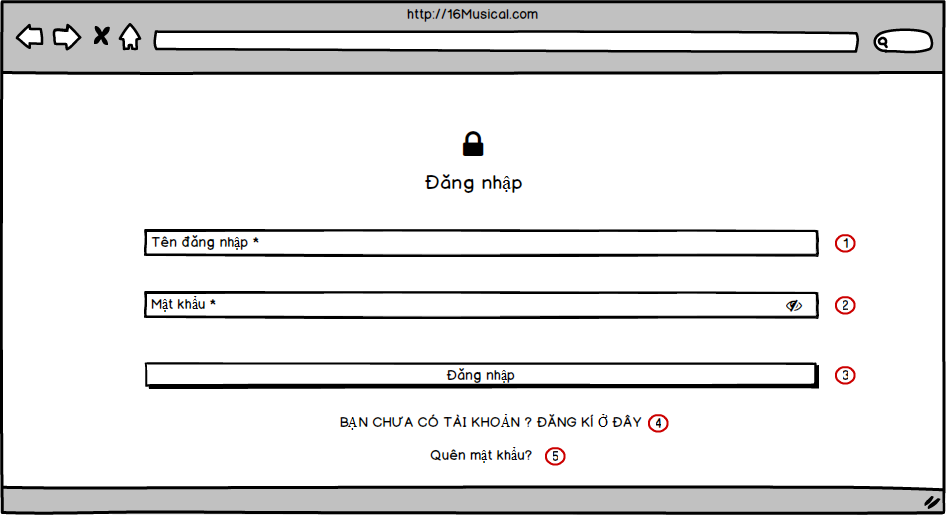 http://16Musical.com
Đăng nhập
Tên đăng nhập * 1
Mật khẩu * 2
Đăng nhập 3
BẠN CHƯA CÓ TẢI KHOẢN ? ĐĂNG KÍ Ở ĐÂY 4
Quên mật khẩu? 5